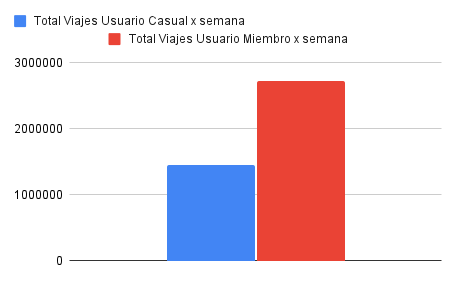 Total Viajes Usuario Casual x semana
Total Viajes Usuario Miembro x semana
3000000
2000000
1000000
0